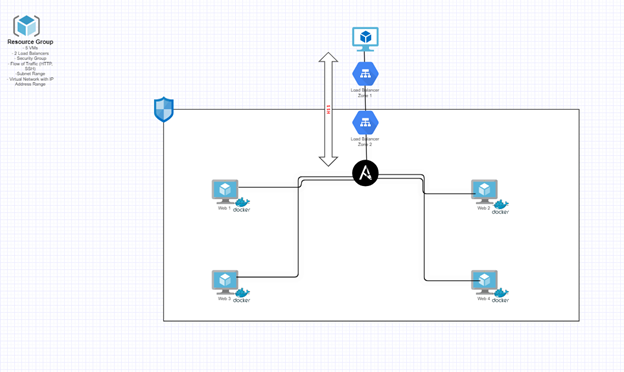 Resource Group
- 5 VMs
- 2 Load Balancers
- Security Group
- Flow of Traffic (HTTP,
SSH)
- Subnet Range
- Virtual Network with IP
Address Range
Load Balancer
Zone 1
Load Balancer
Zone 2
Web 1
docker
Web 2
docker
Web 3
docker
Web 4
docker